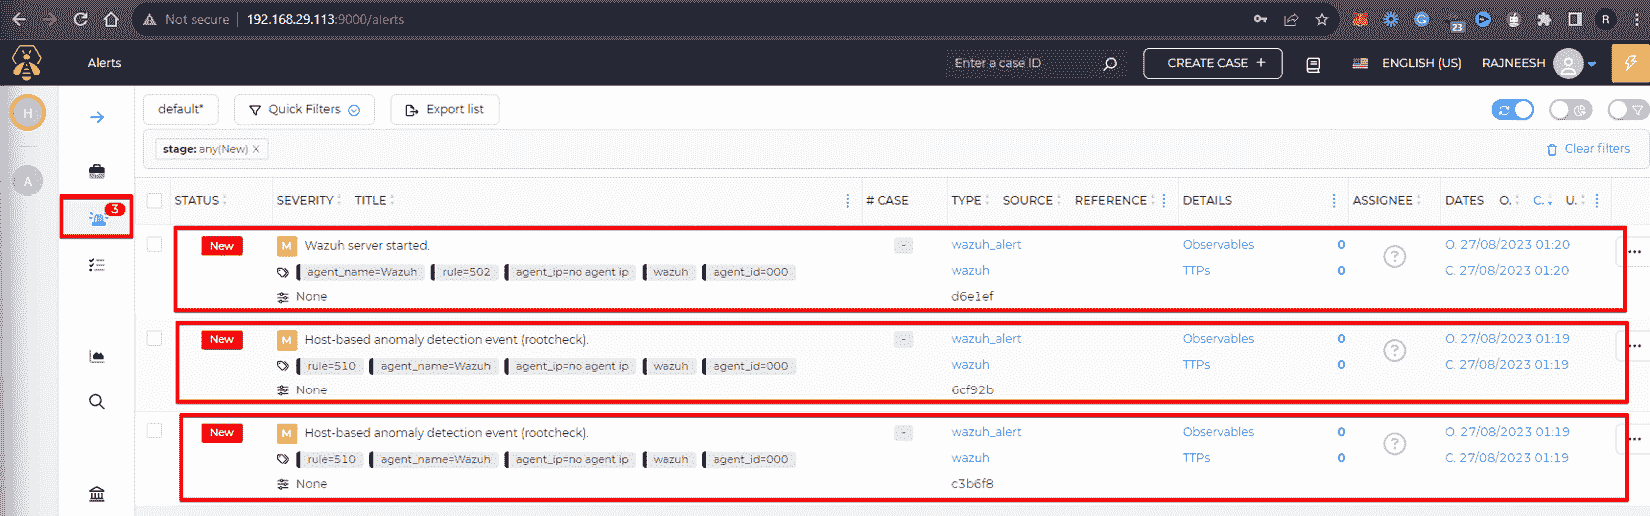 Not secure 192.168.29.113:9000/alerts 23 R
Alerts Enter a case ID CREATE CASE + ENGLISH (US) RAJNEESH
H default* Quick Filters Export list
stage: any(New) X Clear filters
A
3
STATUS SEVERITY TITLE # CASE TYPE SOURCE REFERENCE DETAILS ASSIGNEE DATES O. C. U.
New M Wazuh server started. - wazuh_alert Observables 0 O. 27/08/2023 01:20
agent_name=Wazuh rule=502 agent_ip=no agent ip wazuh agent_id=000 wazuh TTPs 0 ? C. 27/08/2023 01:20
None d6e1ef
New M Host-based anomaly detection event (rootcheck). - wazuh_alert Observables 0 O. 27/08/2023 01:19
rule=510 agent_name=Wazuh agent_ip=no agent ip wazuh agent_id=000 wazuh TTPs 0 ? C. 27/08/2023 01:19
None 6cf92b
New M Host-based anomaly detection event (rootcheck). - wazuh_alert Observables 0 O. 27/08/2023 01:19
rule=510 agent_name=Wazuh agent_ip=no agent ip wazuh agent_id=000 wazuh TTPs 0 ? C. 27/08/2023 01:19
None c3b6f8